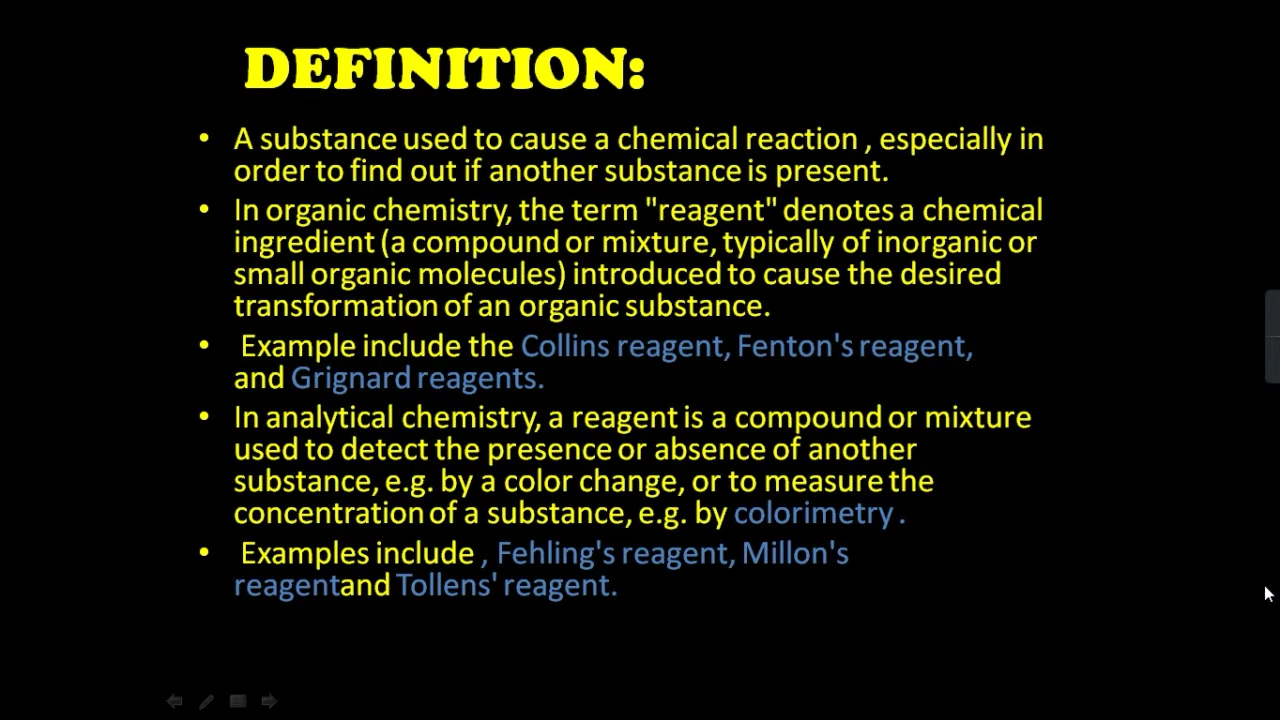 DEFINITION:
• A substance used to cause a chemical reaction , especially in
order to find out if another substance is present.
• In organic chemistry, the term "reagent" denotes a chemical
ingredient (a compound or mixture, typically of inorganic or
small organic molecules) introduced to cause the desired
transformation of an organic substance.
• Example include the Collins reagent, Fenton's reagent,
and Grignard reagents.
• In analytical chemistry, a reagent is a compound or mixture
used to detect the presence or absence of another
substance, e.g. by a color change, or to measure the
concentration of a substance, e.g. by colorimetry .
• Examples include , Fehling's reagent, Millon's
reagentand Tollens' reagent.